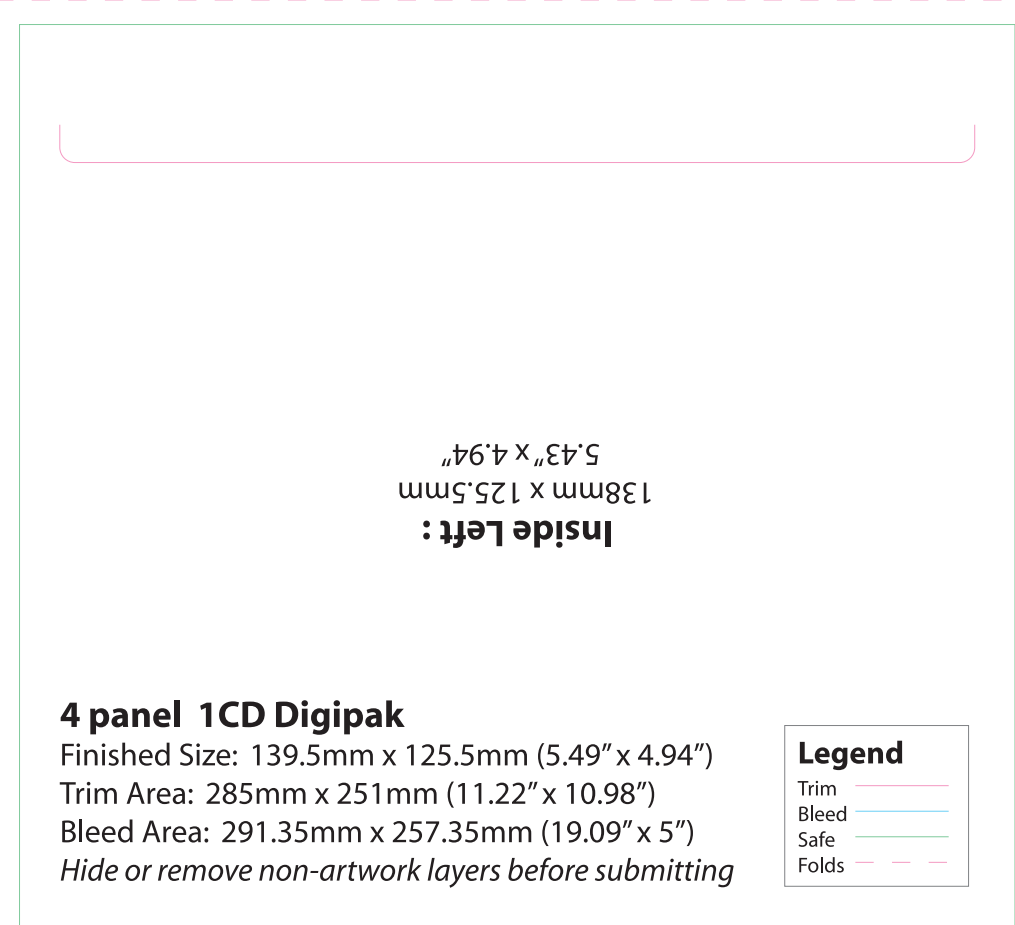 Inside Left :
138mm x 125.5mm
5.43” x 4.94”
4 panel 1CD Digipak
Finished Size: 139.5mm x 125.5mm (5.49” x 4.94”)
Trim Area: 285mm x 251mm (11.22” x 10.98”)
Bleed Area: 291.35mm x 257.35mm (19.09” x 5”)
Hide or remove non-artwork layers before submitting
Legend
Trim
Bleed
Safe
Folds